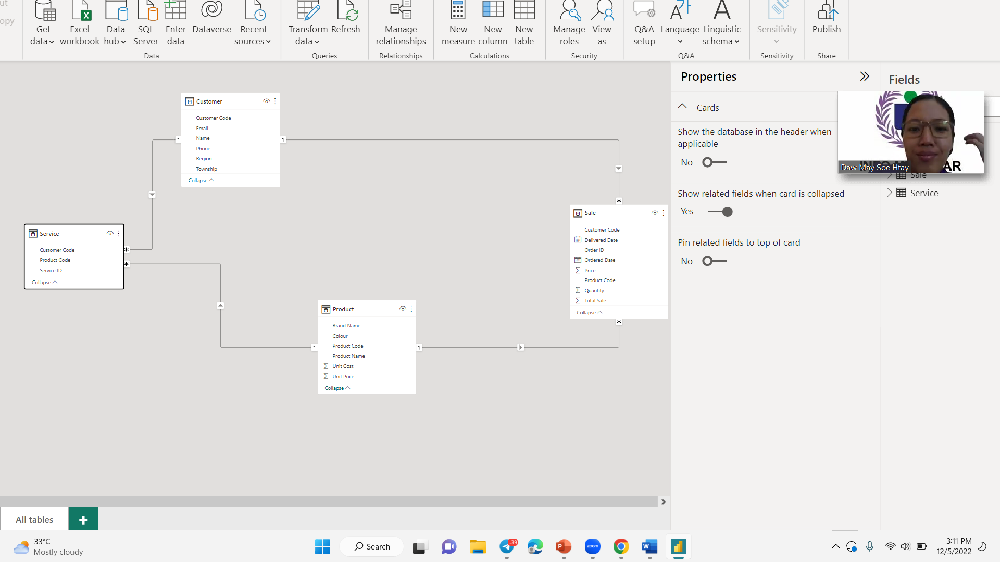 ut
opy
Get data
Excel workbook
Data hub
SQL Server
Enter data
Dataverse
Recent sources
Data
Transform data
Refresh
Queries
Manage relationships
Relationships
New measure
New column
New table
Calculations
Manage roles
View as
Security
Q&A setup
Language
Linguistic schema
Q&A
Sensitivity
Sensitivity
Publish
Share
Customer
Customer Code
Email
Name
Phone
Region
Township
Collapse
1
1
*
Service
Customer Code
Product Code
Service ID
Collapse
*
*
Product
Brand Name
Colour
Product Code
Product Name
Unit Cost
Unit Price
Collapse
1
1
Sale
Customer Code
Delivered Date
Order ID
Ordered Date
Price
Product Code
Quantity
Total Sale
Collapse
*
Properties
Cards
Show the database in the header when
applicable
No
Show related fields when card is collapsed
Yes
Pin related fields to top of card
No
Fields
Daw May Soe Htay
AR
Sale
Service
All tables
+
33°C
Mostly cloudy
Search
39
zoom
3:11 PM
12/5/2022